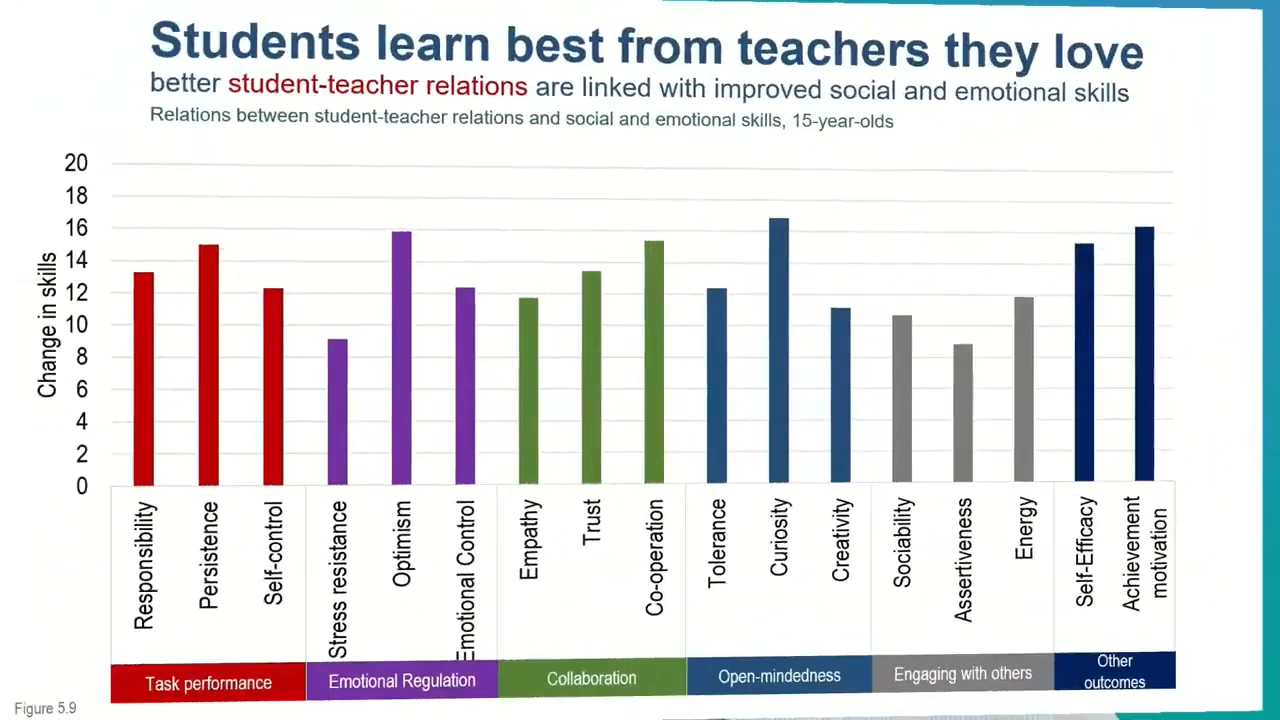 Students learn best from teachers they love
better student-teacher relations are linked with improved social and emotional skills
Relations between student-teacher relations and social and emotional skills, 15-year-olds
20
18
16
14
12
10
8
6
4
2
0
Change in skills
Responsibility
Persistence
Self-control
Stress resistance
Optimism
Emotional Control
Empathy
Trust
Co-operation
Tolerance
Curiosity
Creativity
Sociability
Assertiveness
Energy
Self-Efficacy
Achievement
motivation
Task performance
Emotional Regulation
Collaboration
Open-mindedness
Engaging with others
Other
outcomes
Figure 5.9